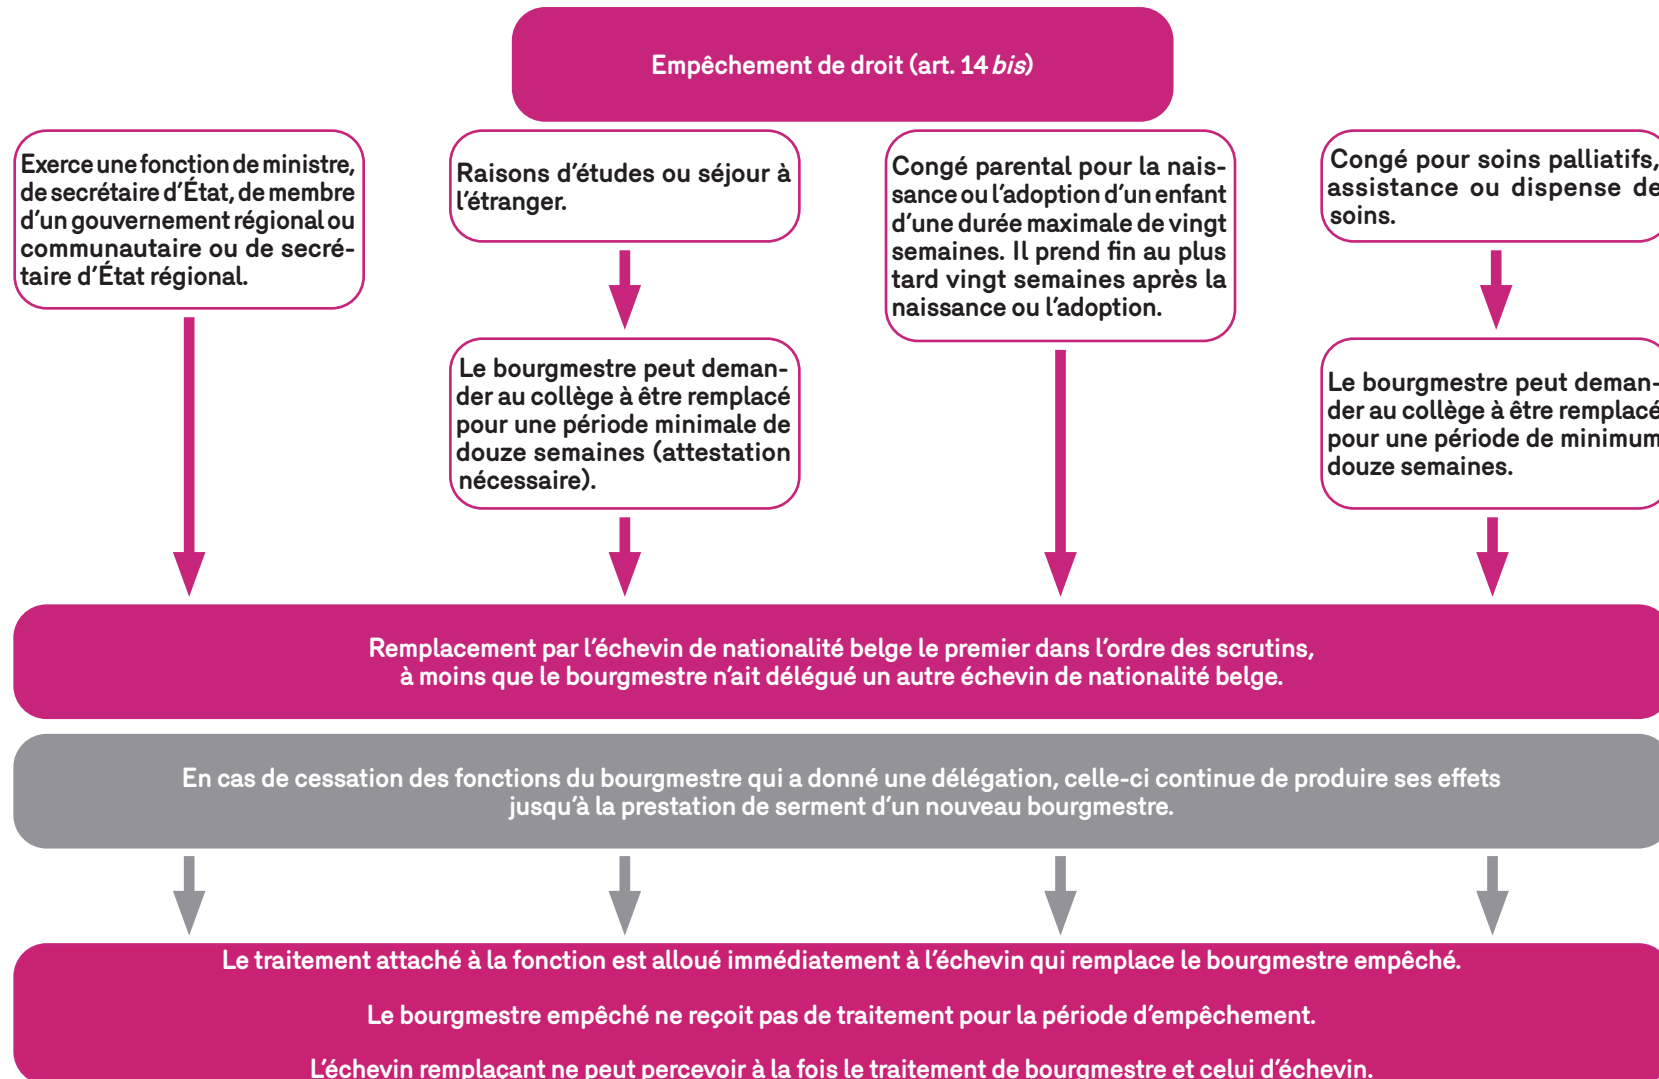 Empêchement de droit (art. 14 bis)
Exerce une fonction de ministre,
de secrétaire d’État, de membre
d’un gouvernement régional ou
communautaire ou de secré-
taire d’État régional.
Raisons d’études ou séjour à
l’étranger.
Le bourgmestre peut deman-
der au collège à être remplacé
pour une période minimale de
douze semaines (attestation
nécessaire).
Congé parental pour la nais-
sance ou l’adoption d’un enfant
d’une durée maximale de vingt
semaines. Il prend fin au plus
tard vingt semaines après la
naissance ou l’adoption.
Congé pour soins palliatifs,
assistance ou dispense de
soins.
Le bourgmestre peut deman-
der au collège à être remplacé
pour une période de minimum
douze semaines.
Remplacement par l’échevin de nationalité belge le premier dans l’ordre des scrutins,
à moins que le bourgmestre n’ait délégué un autre échevin de nationalité belge.
En cas de cessation des fonctions du bourgmestre qui a donné une délégation, celle-ci continue de produire ses effets
jusqu’à la prestation de serment d’un nouveau bourgmestre.
Le traitement attaché à la fonction est alloué immédiatement à l’échevin qui remplace le bourgmestre empêché.
Le bourgmestre empêché ne reçoit pas de traitement pour la période d’empêchement.
L’échevin remplaçant ne peut percevoir à la fois le traitement de bourgmestre et celui d’échevin.